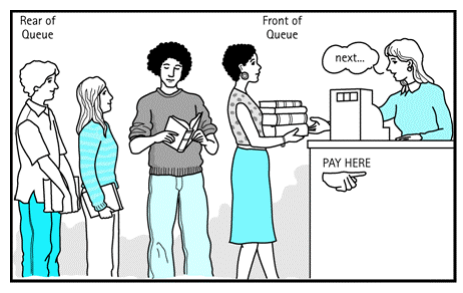 Rear of
Queue
Front of
Queue
next...
PAY HERE